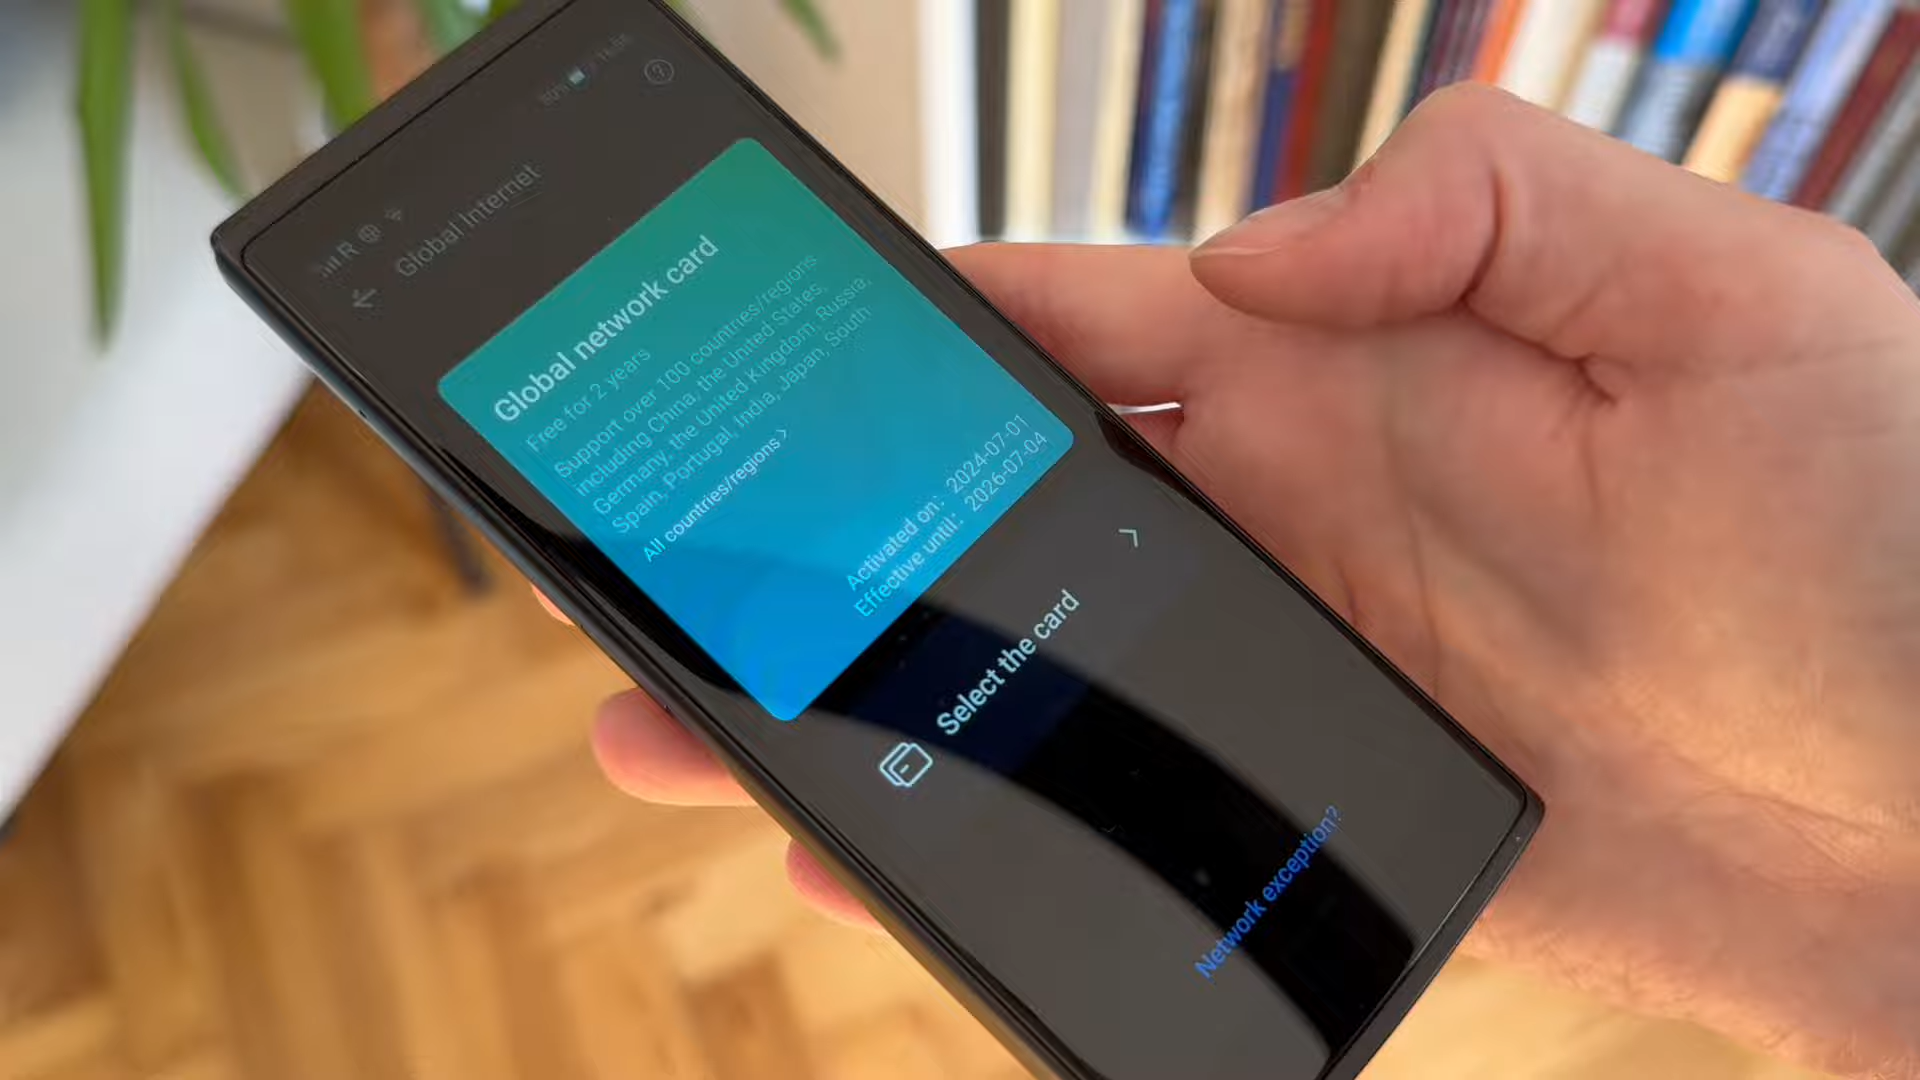 R
Global Internet
Global network card
Free for 2 years
Support over 100 countries/regions
including China, the United States,
Germany, the United Kingdom, Russia,
Spain, Portugal, India, Japan, South
All countries/regions >
Activated on: 2024-07-01
Effective until: 2026-07-04
Select the card
Network exception?